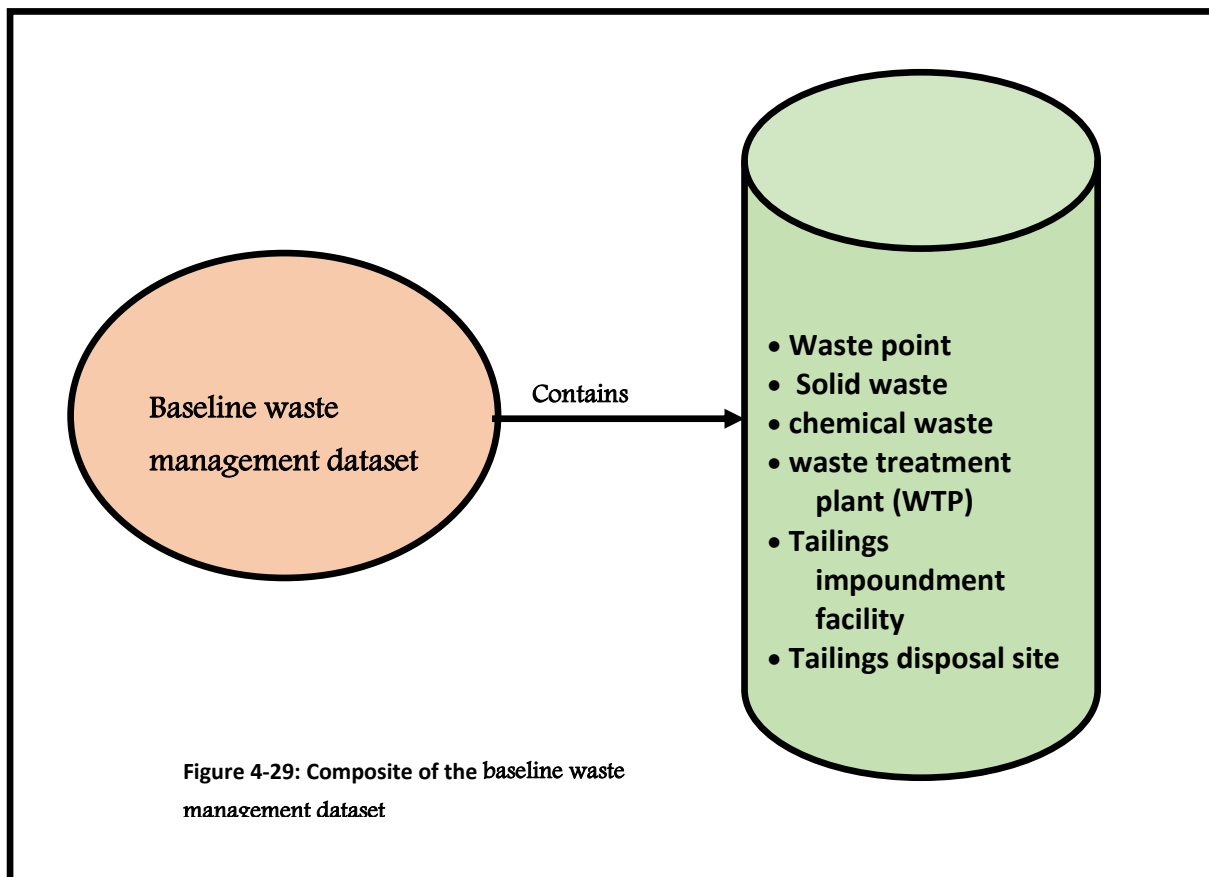 Baseline waste
management dataset
Contains
• Waste point
• Solid waste
• chemical waste
• waste treatment
plant (WTP)
• Tailings
impoundment
facility
• Tailings disposal site
Figure 4-29: Composite of the baseline waste
management dataset